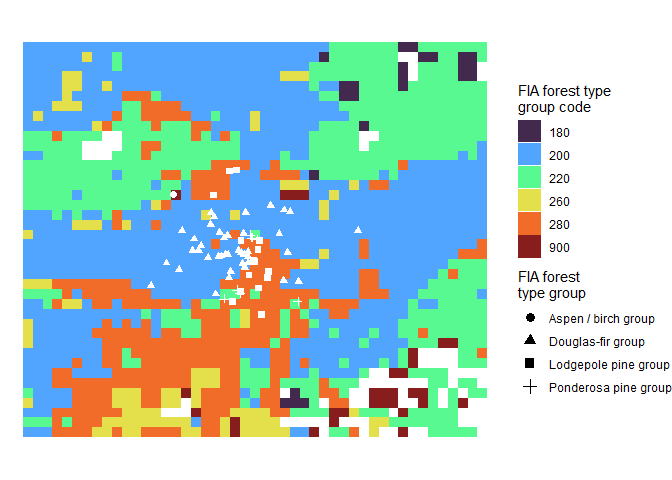 FIA forest type
group code
180
200
220
260
280
900
FIA forest
type group
Aspen / birch group
Douglas-fir group
Lodgepole pine group
Ponderosa pine group